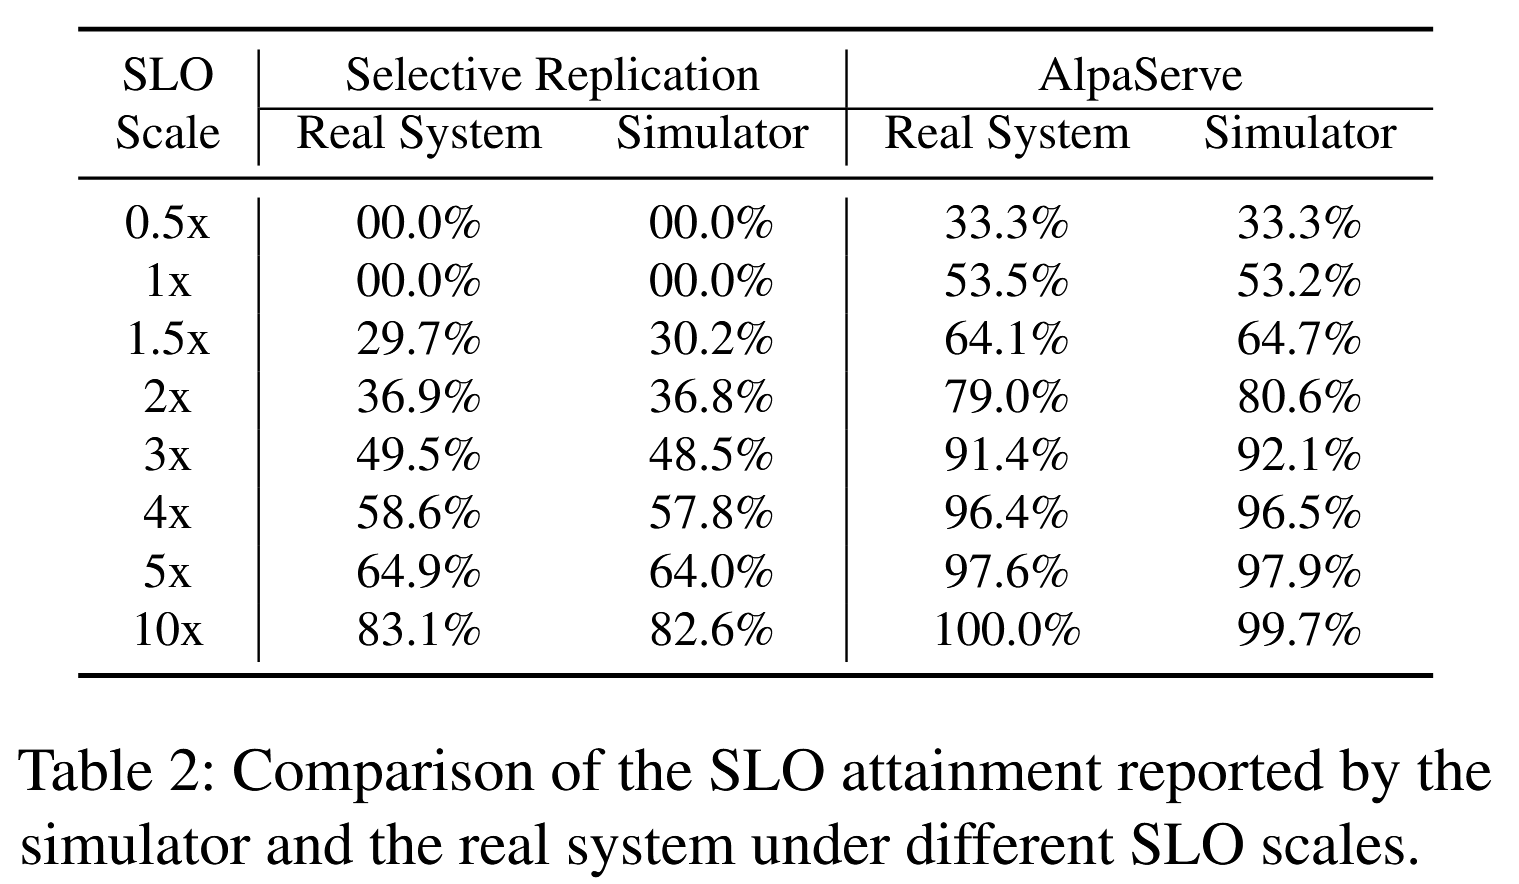 SLO Selective Replication AlpaServe
Scale Real System Simulator Real System Simulator
0.5x 00.0% 00.0% 33.3% 33.3%
1x 00.0% 00.0% 53.5% 53.2%
1.5x 29.7% 30.2% 64.1% 64.7%
2x 36.9% 36.8% 79.0% 80.6%
3x 49.5% 48.5% 91.4% 92.1%
4x 58.6% 57.8% 96.4% 96.5%
5x 64.9% 64.0% 97.6% 97.9%
10x 83.1% 82.6% 100.0% 99.7%
Table 2: Comparison of the SLO attainment reported by the
simulator and the real system under different SLO scales.